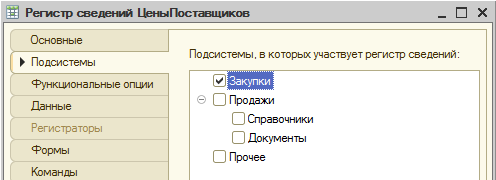 Регистр сведений ЦеныПоставщиков
Основные
Подсистемы
Функциональные опции
Данные
Регистраторы
Формы
Команды
Подсистемы, в которых участвует регистр сведений:
Закупки
Продажи
Справочники
Документы
Прочее